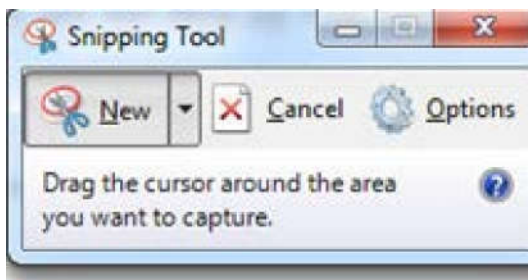 Snipping Tool
New Cancel Options
Drag the cursor around the area
you want to capture.